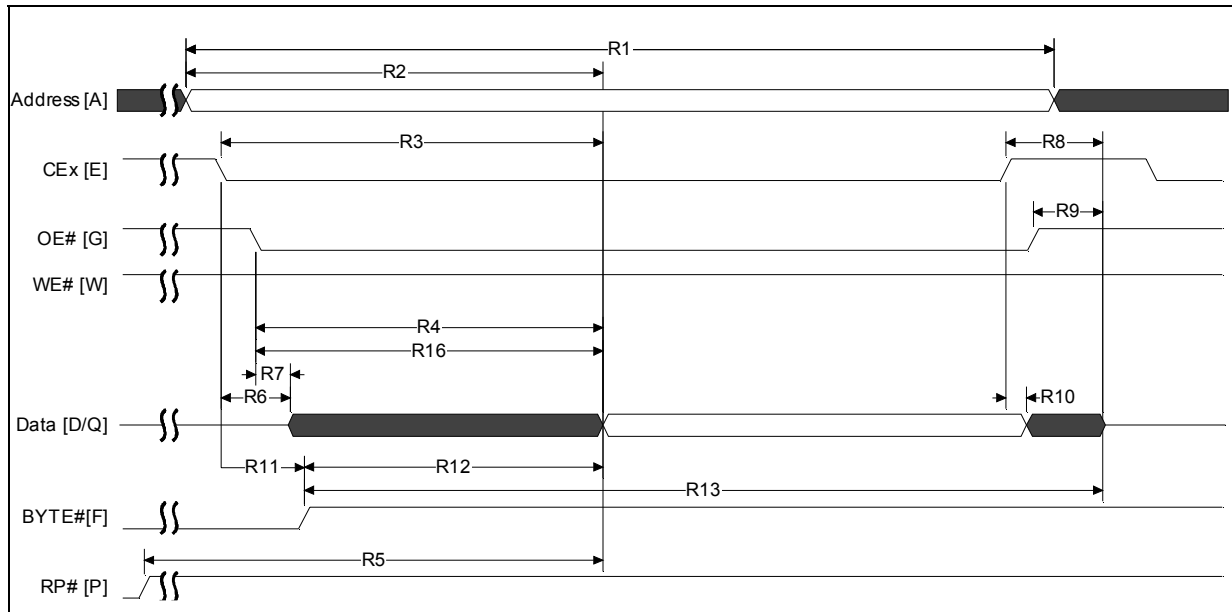 R1
R2
Address [A]
R3
R8
CEx [E]
R9
OE# [G]
WE# [W]
R4
R16
R7
R6
R10
Data [D/Q]
R11
R12
R13
BYTE#[F]
R5
RP# [P]